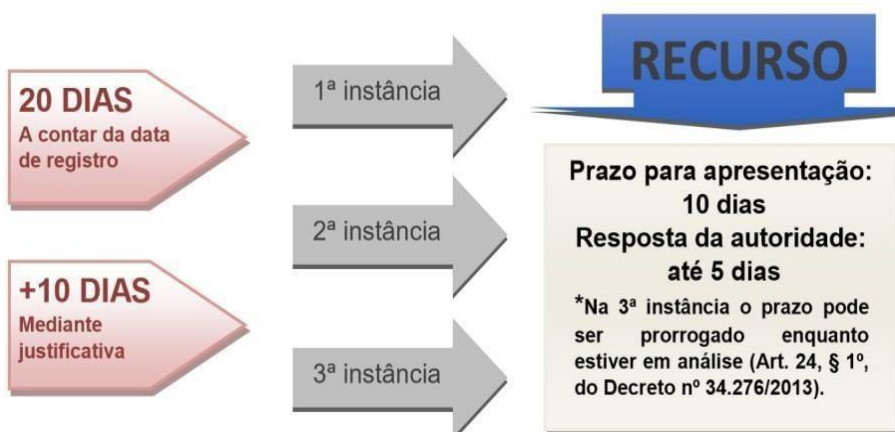 20 DIAS
A contar da data
de registro
+10 DIAS
Mediante
justificativa
1ª instância
2ª instância
3ª instância
RECURSO
Prazo para apresentação:
10 dias
Resposta da autoridade:
até 5 dias
*Na 3ª instância o prazo pode
ser prorrogado enquanto
estiver em análise (Art. 24, § 1º,
do Decreto nº 34.276/2013).